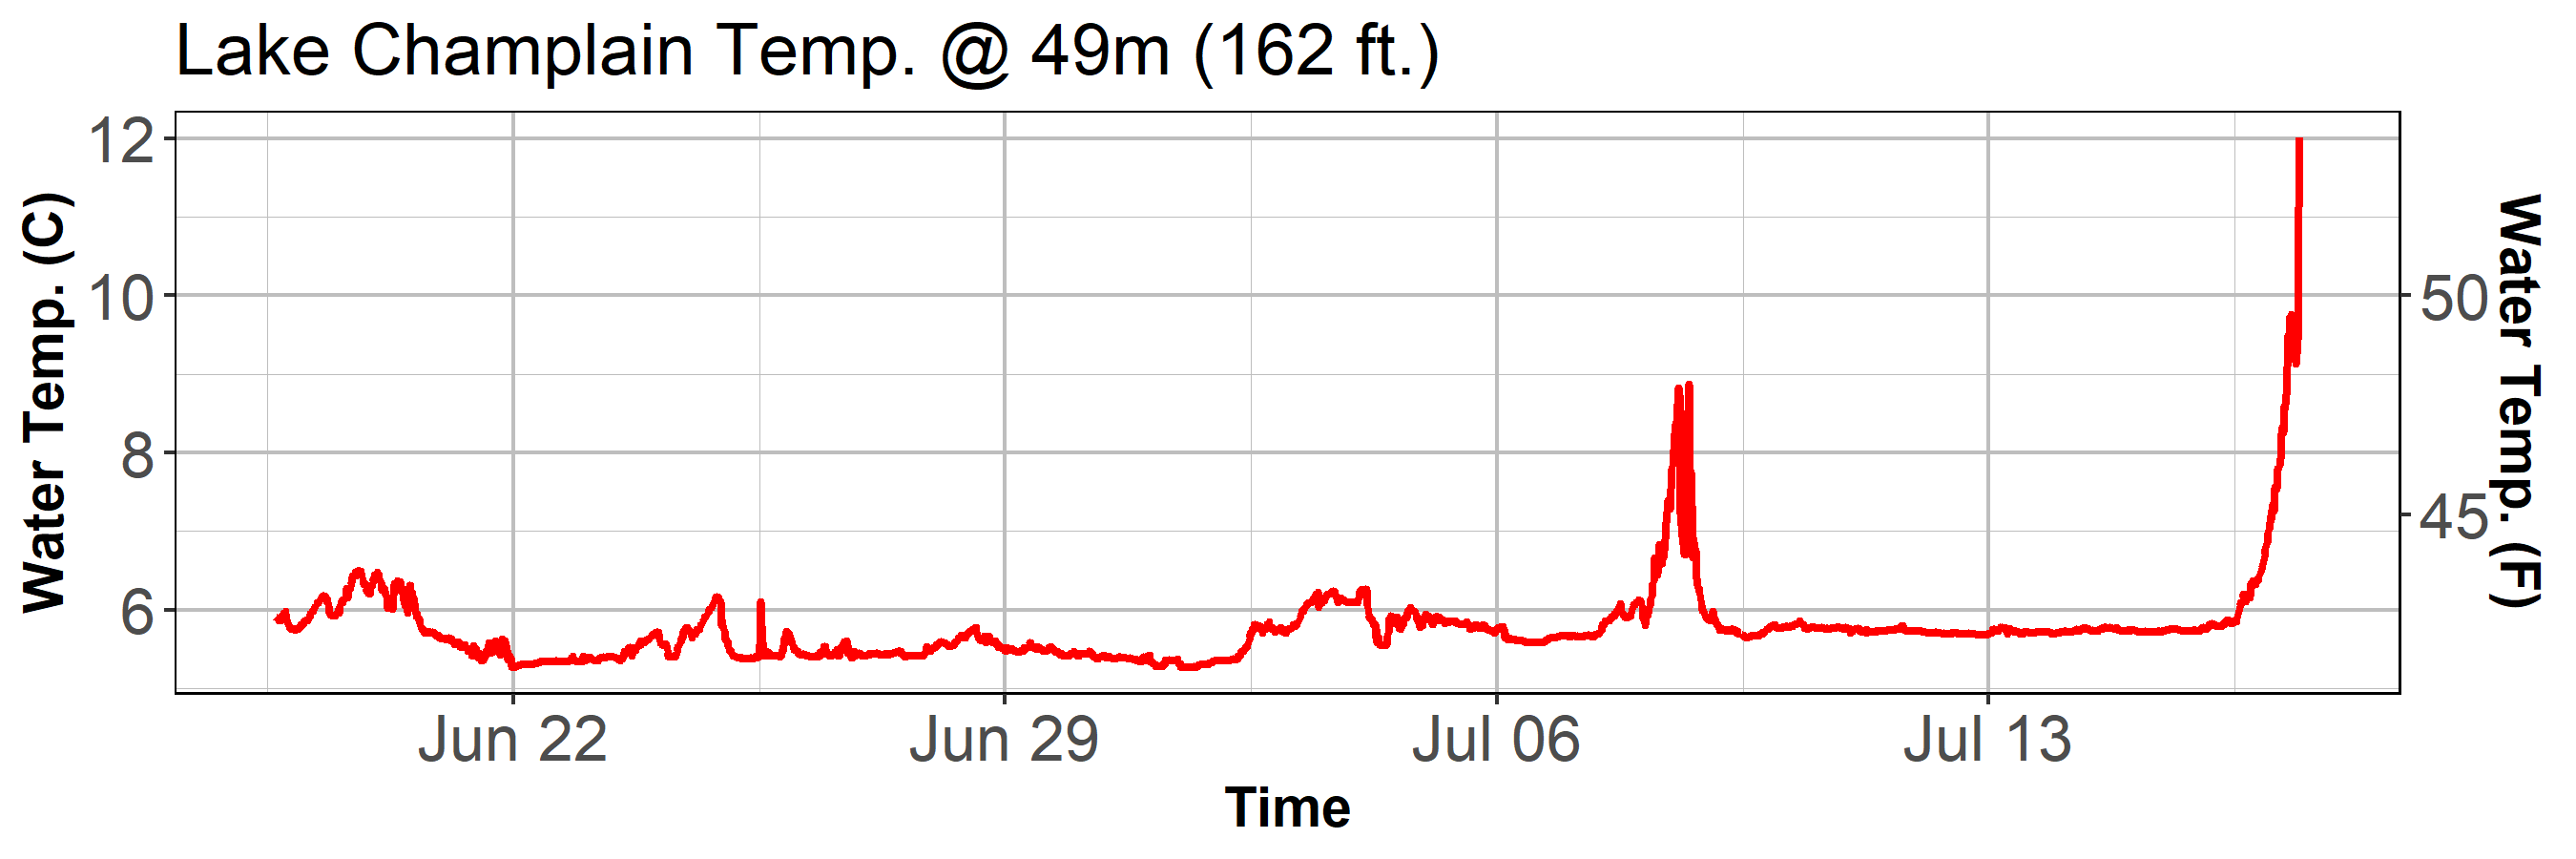 Lake Champlain Temp. @ 49m (162 ft.)
Water Temp. (C)
12
10
8
6
50
45
Water Temp. (F)
Jun 22 Jun 29 Jul 06 Jul 13
Time